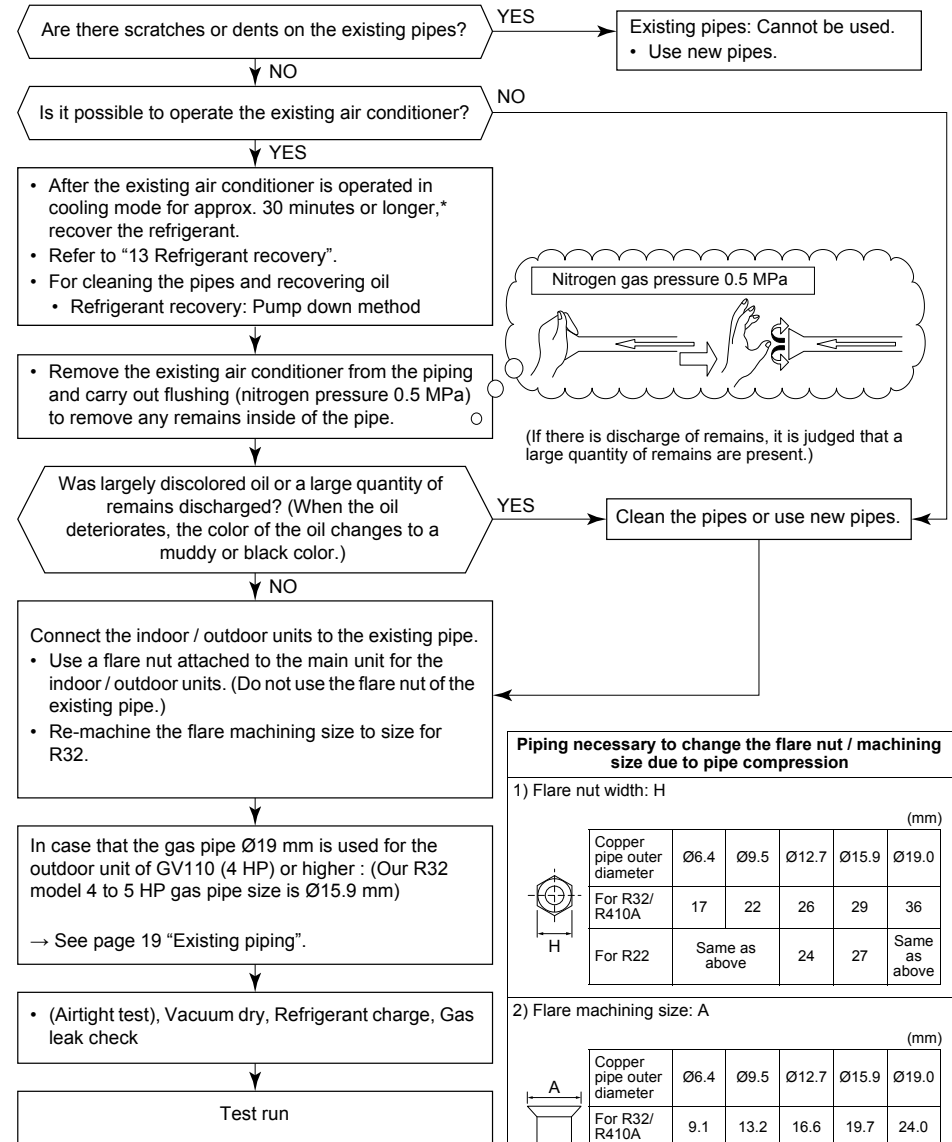 Are there scratches or dents on the existing pipes?
YES
Existing pipes: Cannot be used.
• Use new pipes.
NO
Is it possible to operate the existing air conditioner?
NO
YES
• After the existing air conditioner is operated in
cooling mode for approx. 30 minutes or longer,*
recover the refrigerant.
• Refer to “13 Refrigerant recovery”.
• For cleaning the pipes and recovering oil
• Refrigerant recovery: Pump down method
Nitrogen gas pressure 0.5 MPa
• Remove the existing air conditioner from the piping
and carry out flushing (nitrogen pressure 0.5 MPa)
to remove any remains inside of the pipe.
(If there is discharge of remains, it is judged that a
large quantity of remains are present.)
Was largely discolored oil or a large quantity of
remains discharged? (When the oil
deteriorates, the color of the oil changes to a
muddy or black color.)
YES
Clean the pipes or use new pipes.
NO
Connect the indoor / outdoor units to the existing pipe.
• Use a flare nut attached to the main unit for the
indoor / outdoor units. (Do not use the flare nut of the
existing pipe.)
• Re-machine the flare machining size to size for
R32.
In case that the gas pipe Ø19 mm is used for the
outdoor unit of GV110 (4 HP) or higher : (Our R32
model 4 to 5 HP gas pipe size is Ø15.9 mm)
→ See page 19 “Existing piping”.
• (Airtight test), Vacuum dry, Refrigerant charge, Gas
leak check
Test run
Piping necessary to change the flare nut / machining
size due to pipe compression
1) Flare nut width: H
(mm)
H
Copper
pipe outer
diameter
Ø6.4 Ø9.5 Ø12.7 Ø15.9 Ø19.0
For R32/
R410A
17 22 26 29 36
For R22
Same as
above
24 27
Same
as
above
2) Flare machining size: A
(mm)
A
Copper
pipe outer
diameter
Ø6.4 Ø9.5 Ø12.7 Ø15.9 Ø19.0
For R32/
R410A
9.1 13.2 16.6 19.7 24.0